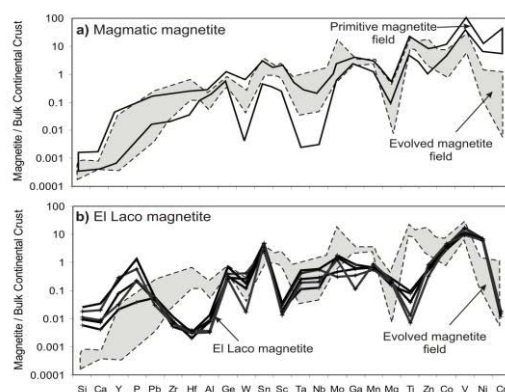 a) Magmatic magnetite
Primitive magnetite
field
Evolved magnetite
field
Magnetite / Bulk Continental Crust
100
10
1
0.1
0.01
0.001
0.0001
b) El Laco magnetite
El Laco magnetite
Evolved magnetite
field
Magnetite / Bulk Continental Crust
100
10
1
0.1
0.01
0.001
0.0001
Si Ca Y P Pb Zr Hf Al Ge W Sn Sc Ta Nb Mo Ga Mn Mg Ti Zn Co V Ni Cr